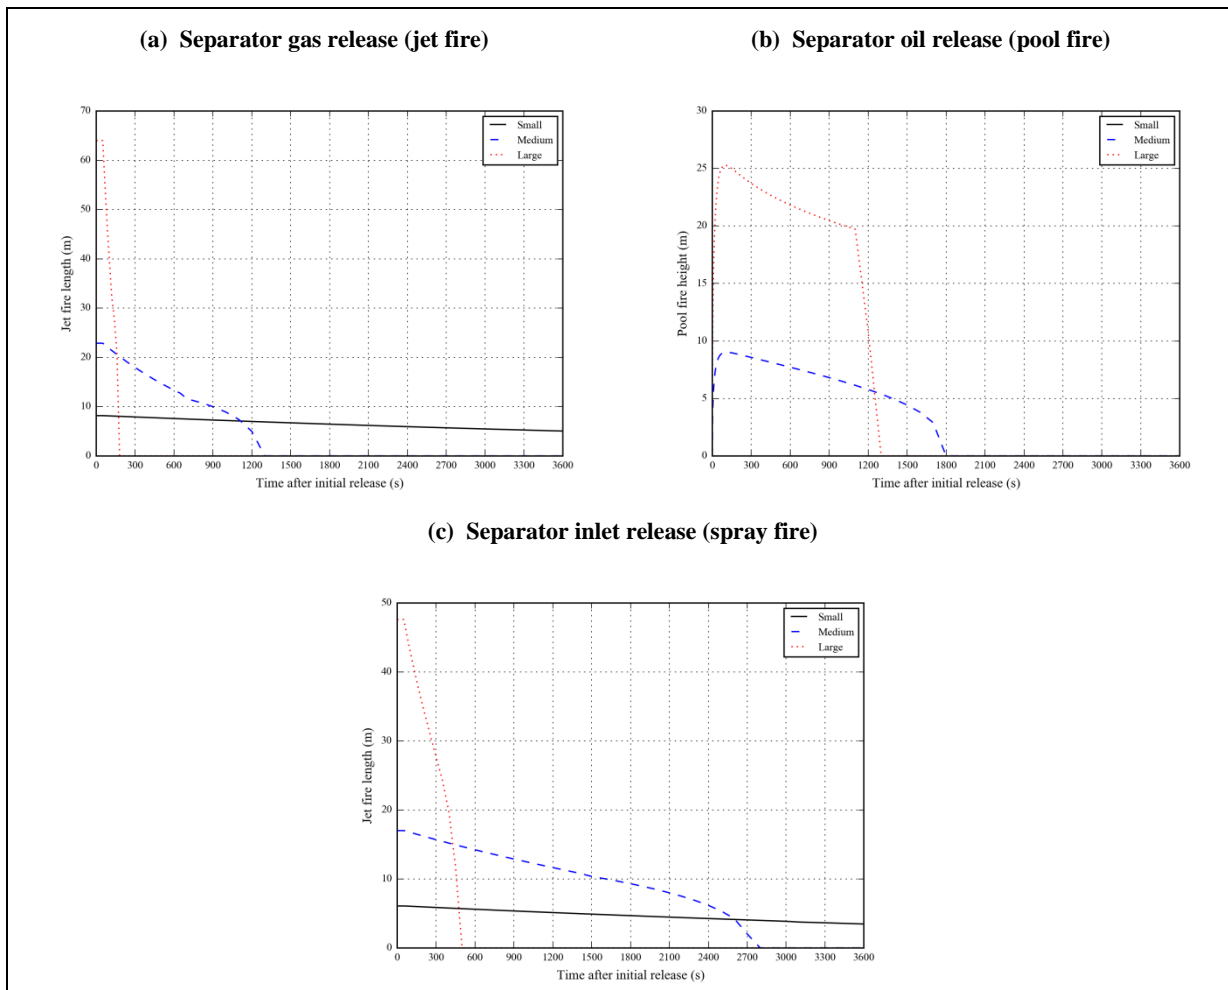 (a) Separator gas release (jet fire)
(b) Separator oil release (pool fire)
70
60
50
40
30
20
10
0
Jet fire length (m)
Small
Medium
Large
0 300 600 900 1200 1500 1800 2100 2400 2700 3000 3300 3600
Time after initial release (s)
30
25
20
15
10
5
0
Pool fire height (m)
Small
Medium
Large
0 300 600 900 1200 1500 1800 2100 2400 2700 3000 3300 3600
Time after initial release (s)
(c) Separator inlet release (spray fire)
50
40
30
20
10
0
Jet fire length (m)
Small
Medium
Large
0 300 600 900 1200 1500 1800 2100 2400 2700 3000 3300 3600
Time after initial release (s)